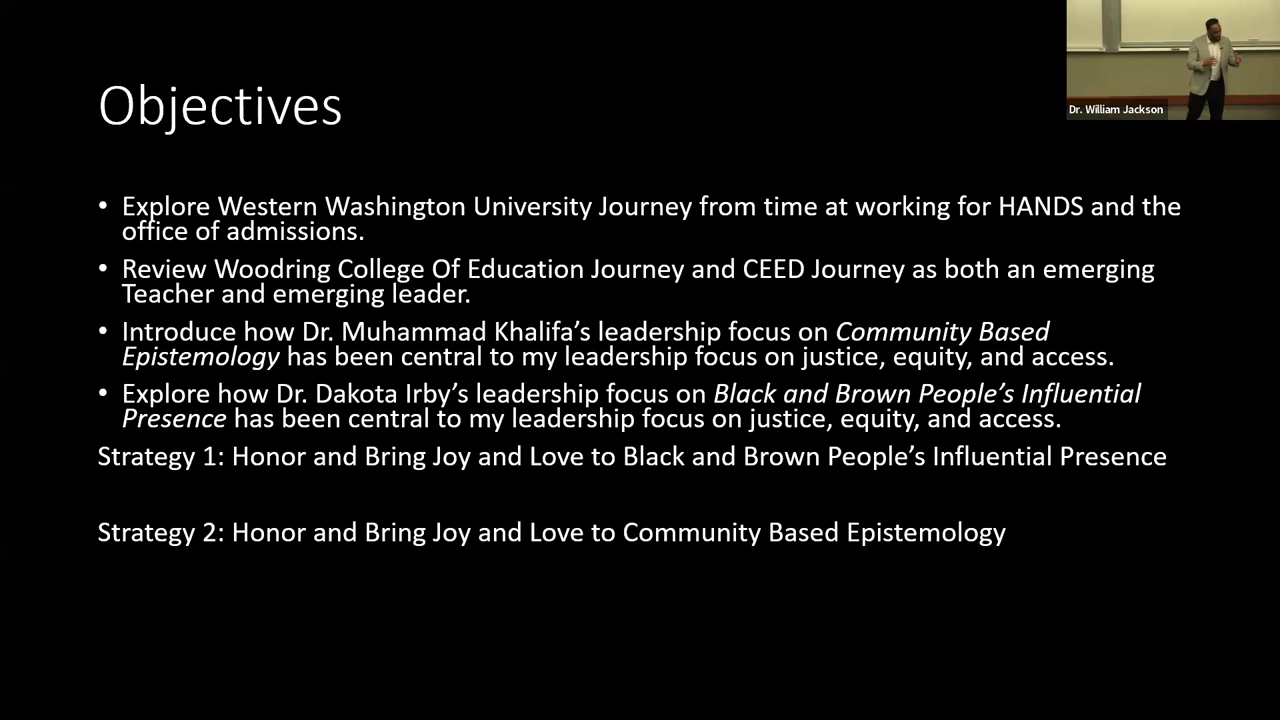 Dr. William Jackson
Objectives
• Explore Western Washington University Journey from time at working for HANDS and the
office of admissions.
• Review Woodring College Of Education Journey and CEED Journey as both an emerging
Teacher and emerging leader.
• Introduce how Dr. Muhammad Khalifa’s leadership focus on Community Based
Epistemology has been central to my leadership focus on justice, equity, and access.
• Explore how Dr. Dakota Irby’s leadership focus on Black and Brown People’s Influential
Presence has been central to my leadership focus on justice, equity, and access.
Strategy 1: Honor and Bring Joy and Love to Black and Brown People’s Influential Presence
Strategy 2: Honor and Bring Joy and Love to Community Based Epistemology